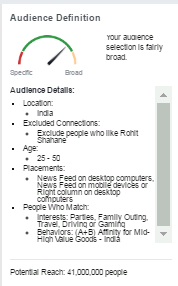 Audience Definition
Your audience
selection is fairly
broad.
Specific
Broad
Audience Details:
Location:
India
Excluded Connections:
Exclude people who like Rohit
Shahane
Age:
25 - 50
Placements:
News Feed on desktop computers,
News Feed on mobile devices or
Right column on desktop
computers
People Who Match:
Interests: Parties, Family Outing,
Travel, Driving or Gaming
Behaviors: (A+B) Affinity for Mid-
High Value Goods - India
Potential Reach: 41,000,000 people